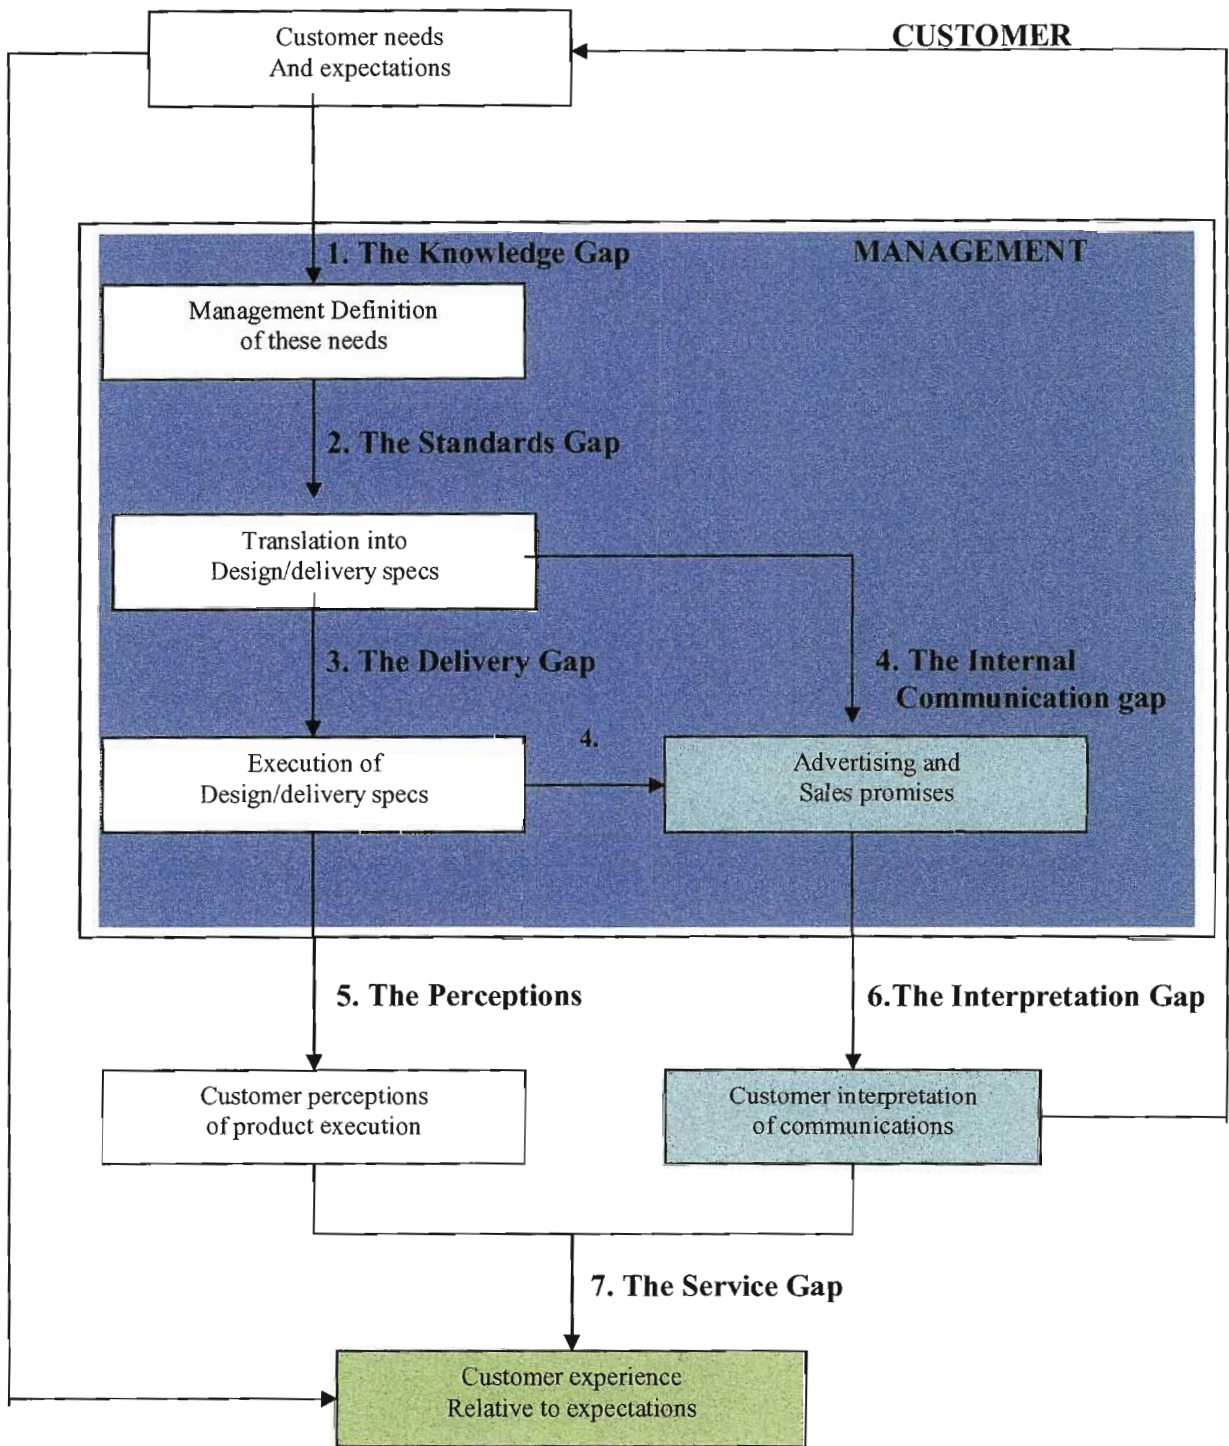 Customer needs
And expectations
CUSTOMER
1. The Knowledge Gap
MANAGEMENT
Management Definition
of these needs
2. The Standards Gap
Translation into
Design/delivery specs
3. The Delivery Gap
4. The Internal
Communication gap
4.
Execution of
Design/delivery specs
Advertising and
Sales promises
5. The Perceptions
6.The Interpretation Gap
Customer perceptions
of product execution
Customer interpretation
of communications
7. The Service Gap
Customer experience
Relative to expectations